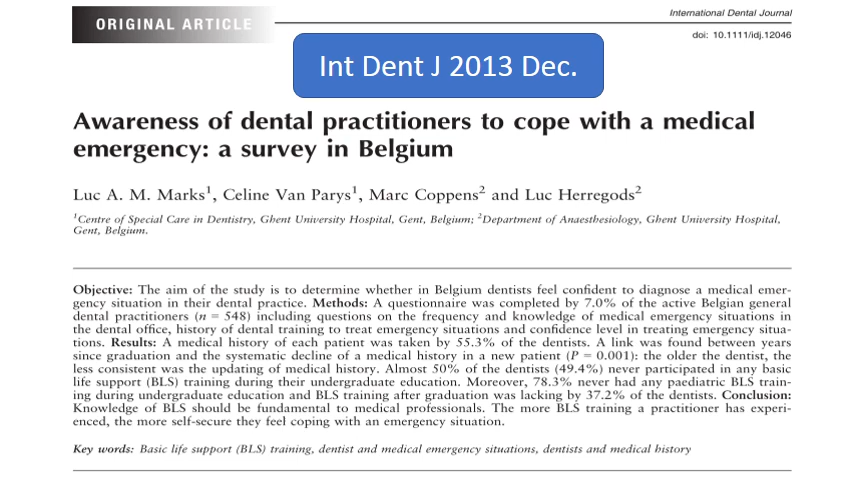 ORIGINAL ARTICLE
International Dental Journal
doi: 10.1111/idj.12046
Int Dent J 2013 Dec.
Awareness of dental practitioners to cope with a medical
emergency: a survey in Belgium
Luc A. M. Marks1, Celine Van Parys1, Marc Coppens2 and Luc Herregods2
1Centre of Special Care in Dentistry, Ghent University Hospital, Gent, Belgium; 2Department of Anaesthesiology, Ghent University Hospital,
Gent, Belgium.
Objective: The aim of the study is to determine whether in Belgium dentists feel confident to diagnose a medical emer-
gency situation in their dental practice. Methods: A questionnaire was completed by 7.0% of the active Belgian general
dental practitioners (n = 548) including questions on the frequency and knowledge of medical emergency situations in
the dental office, history of dental training to treat emergency situations and confidence level in treating emergency situa-
tions. Results: A medical history of each patient was taken by 55.3% of the dentists. A link was found between years
since graduation and the systematic decline of a medical history in a new patient (P = 0.001): the older the dentist, the
less consistent was the updating of medical history. Almost 50% of the dentists (49.4%) never participated in any basic
life support (BLS) training during their undergraduate education. Moreover, 78.3% never had any paediatric BLS train-
ing during undergraduate education and BLS training after graduation was lacking by 37.2% of the dentists. Conclusion:
Knowledge of BLS should be fundamental to medical professionals. The more BLS training a practitioner has experi-
enced, the more self-secure they feel coping with an emergency situation.
Key words: Basic life support (BLS) training, dentist and medical emergency situations, dentists and medical history